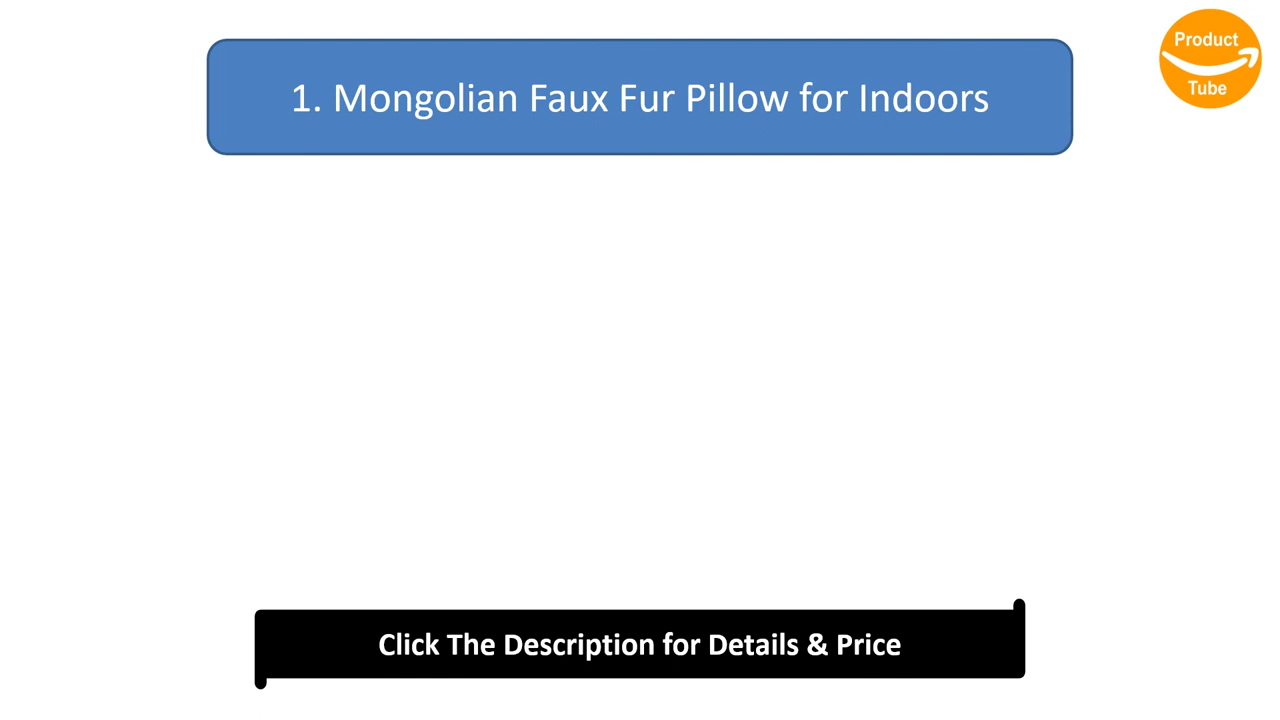 Product
Tube
1. Mongolian Faux Fur Pillow for Indoors
Click The Description for Details & Price